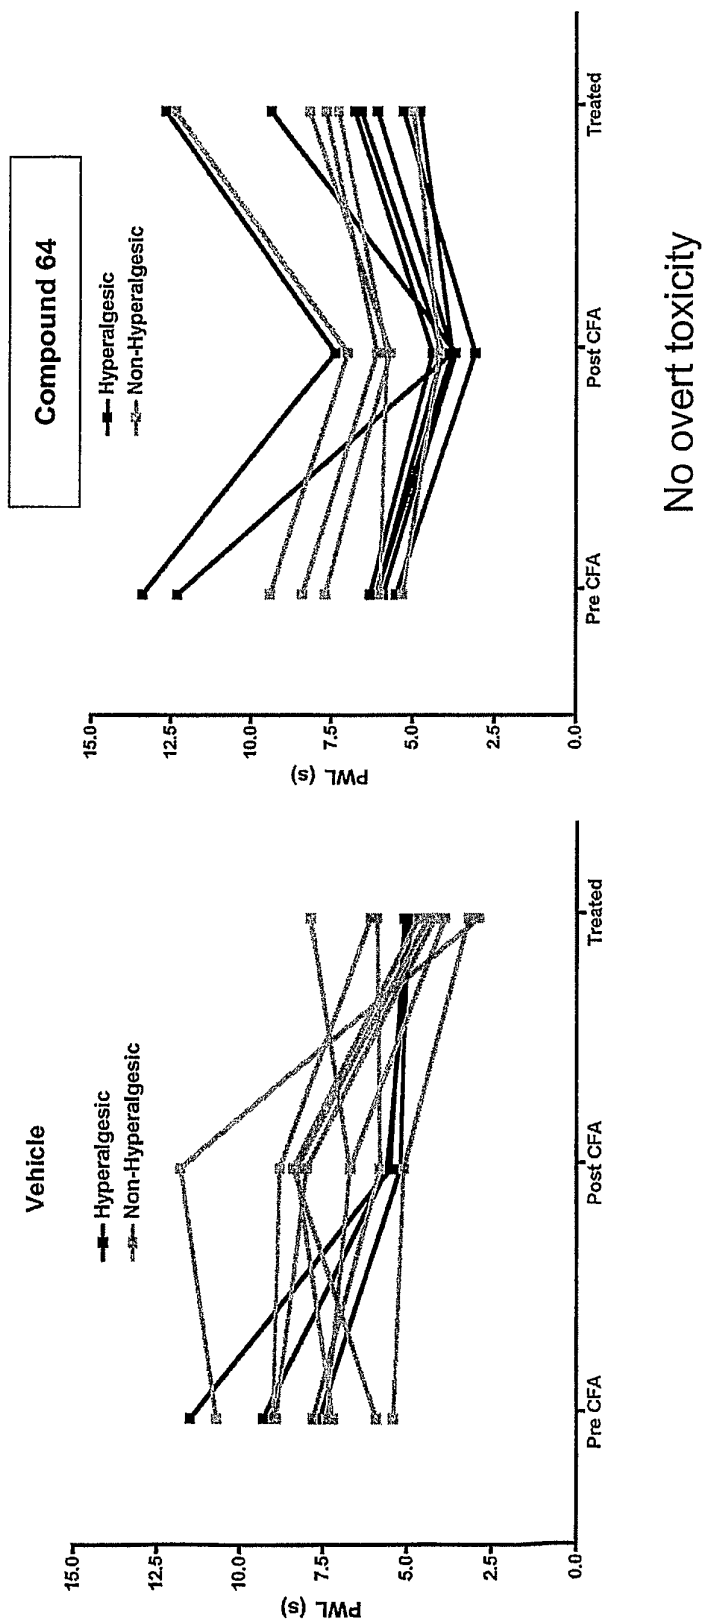 Vehicle
Hyperalgesic
Non-Hyperalgesic
15.0
12.5
10.0
7.5
5.0
2.5
0.0
PWL (s)
Pre CFA
Post CFA
Treated
Compound 64
Hyperalgesic
Non-Hyperalgesic
15.0
12.5
10.0
7.5
5.0
2.5
0.0
PWL (s)
Pre CFA
Post CFA
Treated
No overt toxicity